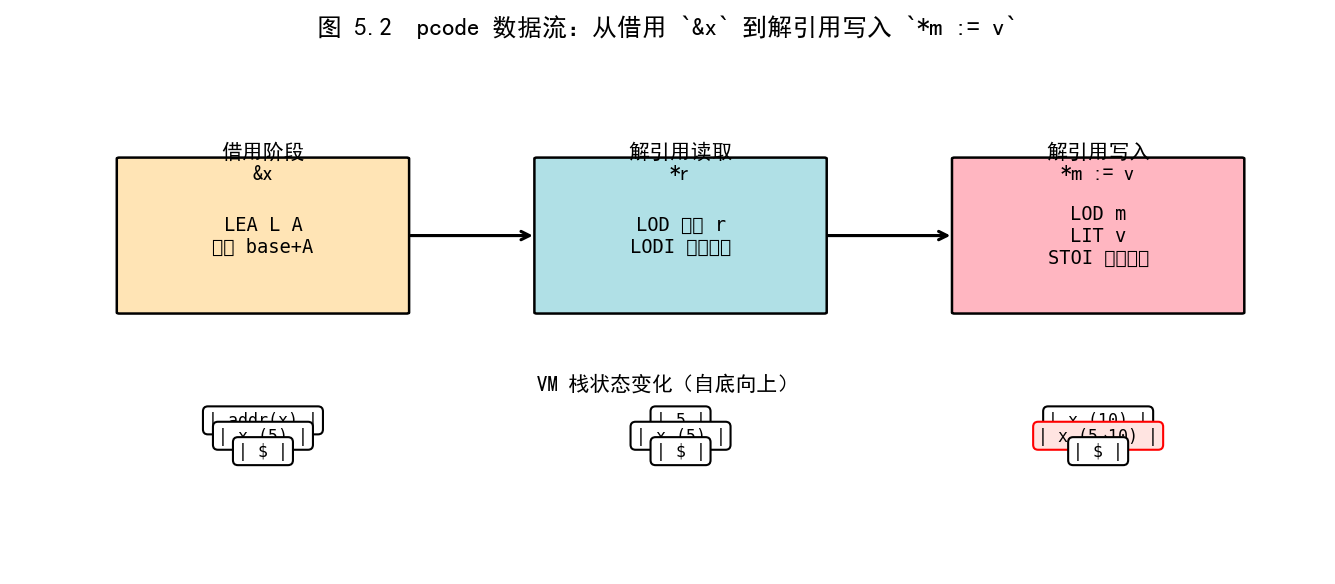 图 5.2  pcode 数据流：从借用 `&x` 到解引用写入 `*m := v`
借用阶段
&x
LEA L A
base+A
解引用读取
*r
LOD r
LODI
解引用写入
*m := v
LOD m
LIT v
STOI
VM 栈状态变化（自底向上）
| addr(x) |
| x (5) |
| $ |
| 5 |
| x (5) |
| $ |
| x (10) |
| x (5 10) |
| $ |